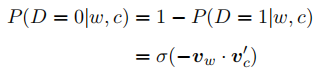 P(D = 0|w, c) = 1 − P(D = 1|w, c)
= σ(−𝒗_w · 𝒗′_c)